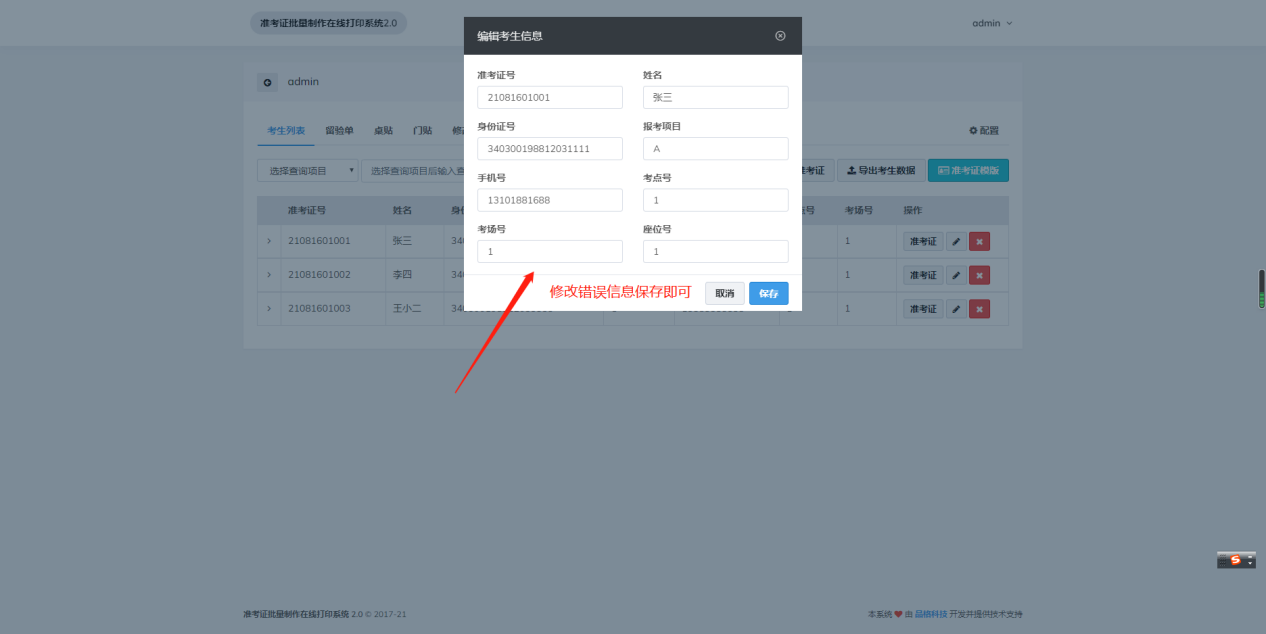 准考证批量制作在线打印系统2.0
admin
编辑考生信息
admin
准考证号 姓名
21081601001 张三
考生列表 留验单 桌贴 门贴 配置
身份证号 报考项目
340300198812031111 A
选择查询项目 选择查询项目后输入查 考证 导出考生数据 准考证模版
手机号 考点号
13101881688 1
准考证号 姓名 考场号 操作
考场号 座位号
1 1
21081601001 张三 34 1 准考证
21081601002 李四 34 1 准考证
修改错误信息保存即可 取消 保存
21081601003 王小二 1 准考证
准考证批量制作在线打印系统 2.0 © 2017-21 本系统 ❤ 由 品格科技 开发并提供技术支持